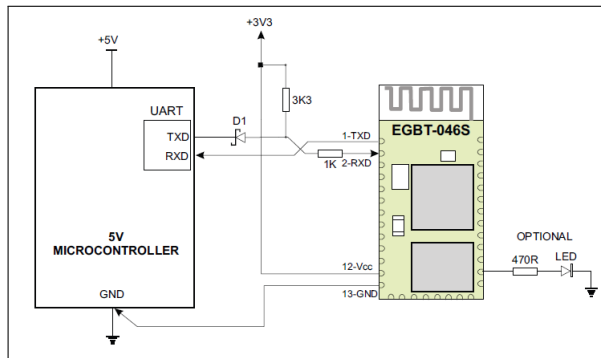 +3V3
+5V
3K3
UART
D1
TXD
RXD
1-TXD
1K
2-RXD
EGBT-046S
5V
MICROCONTROLLER
OPTIONAL
470R
LED
12-Vcc
GND
13-GND